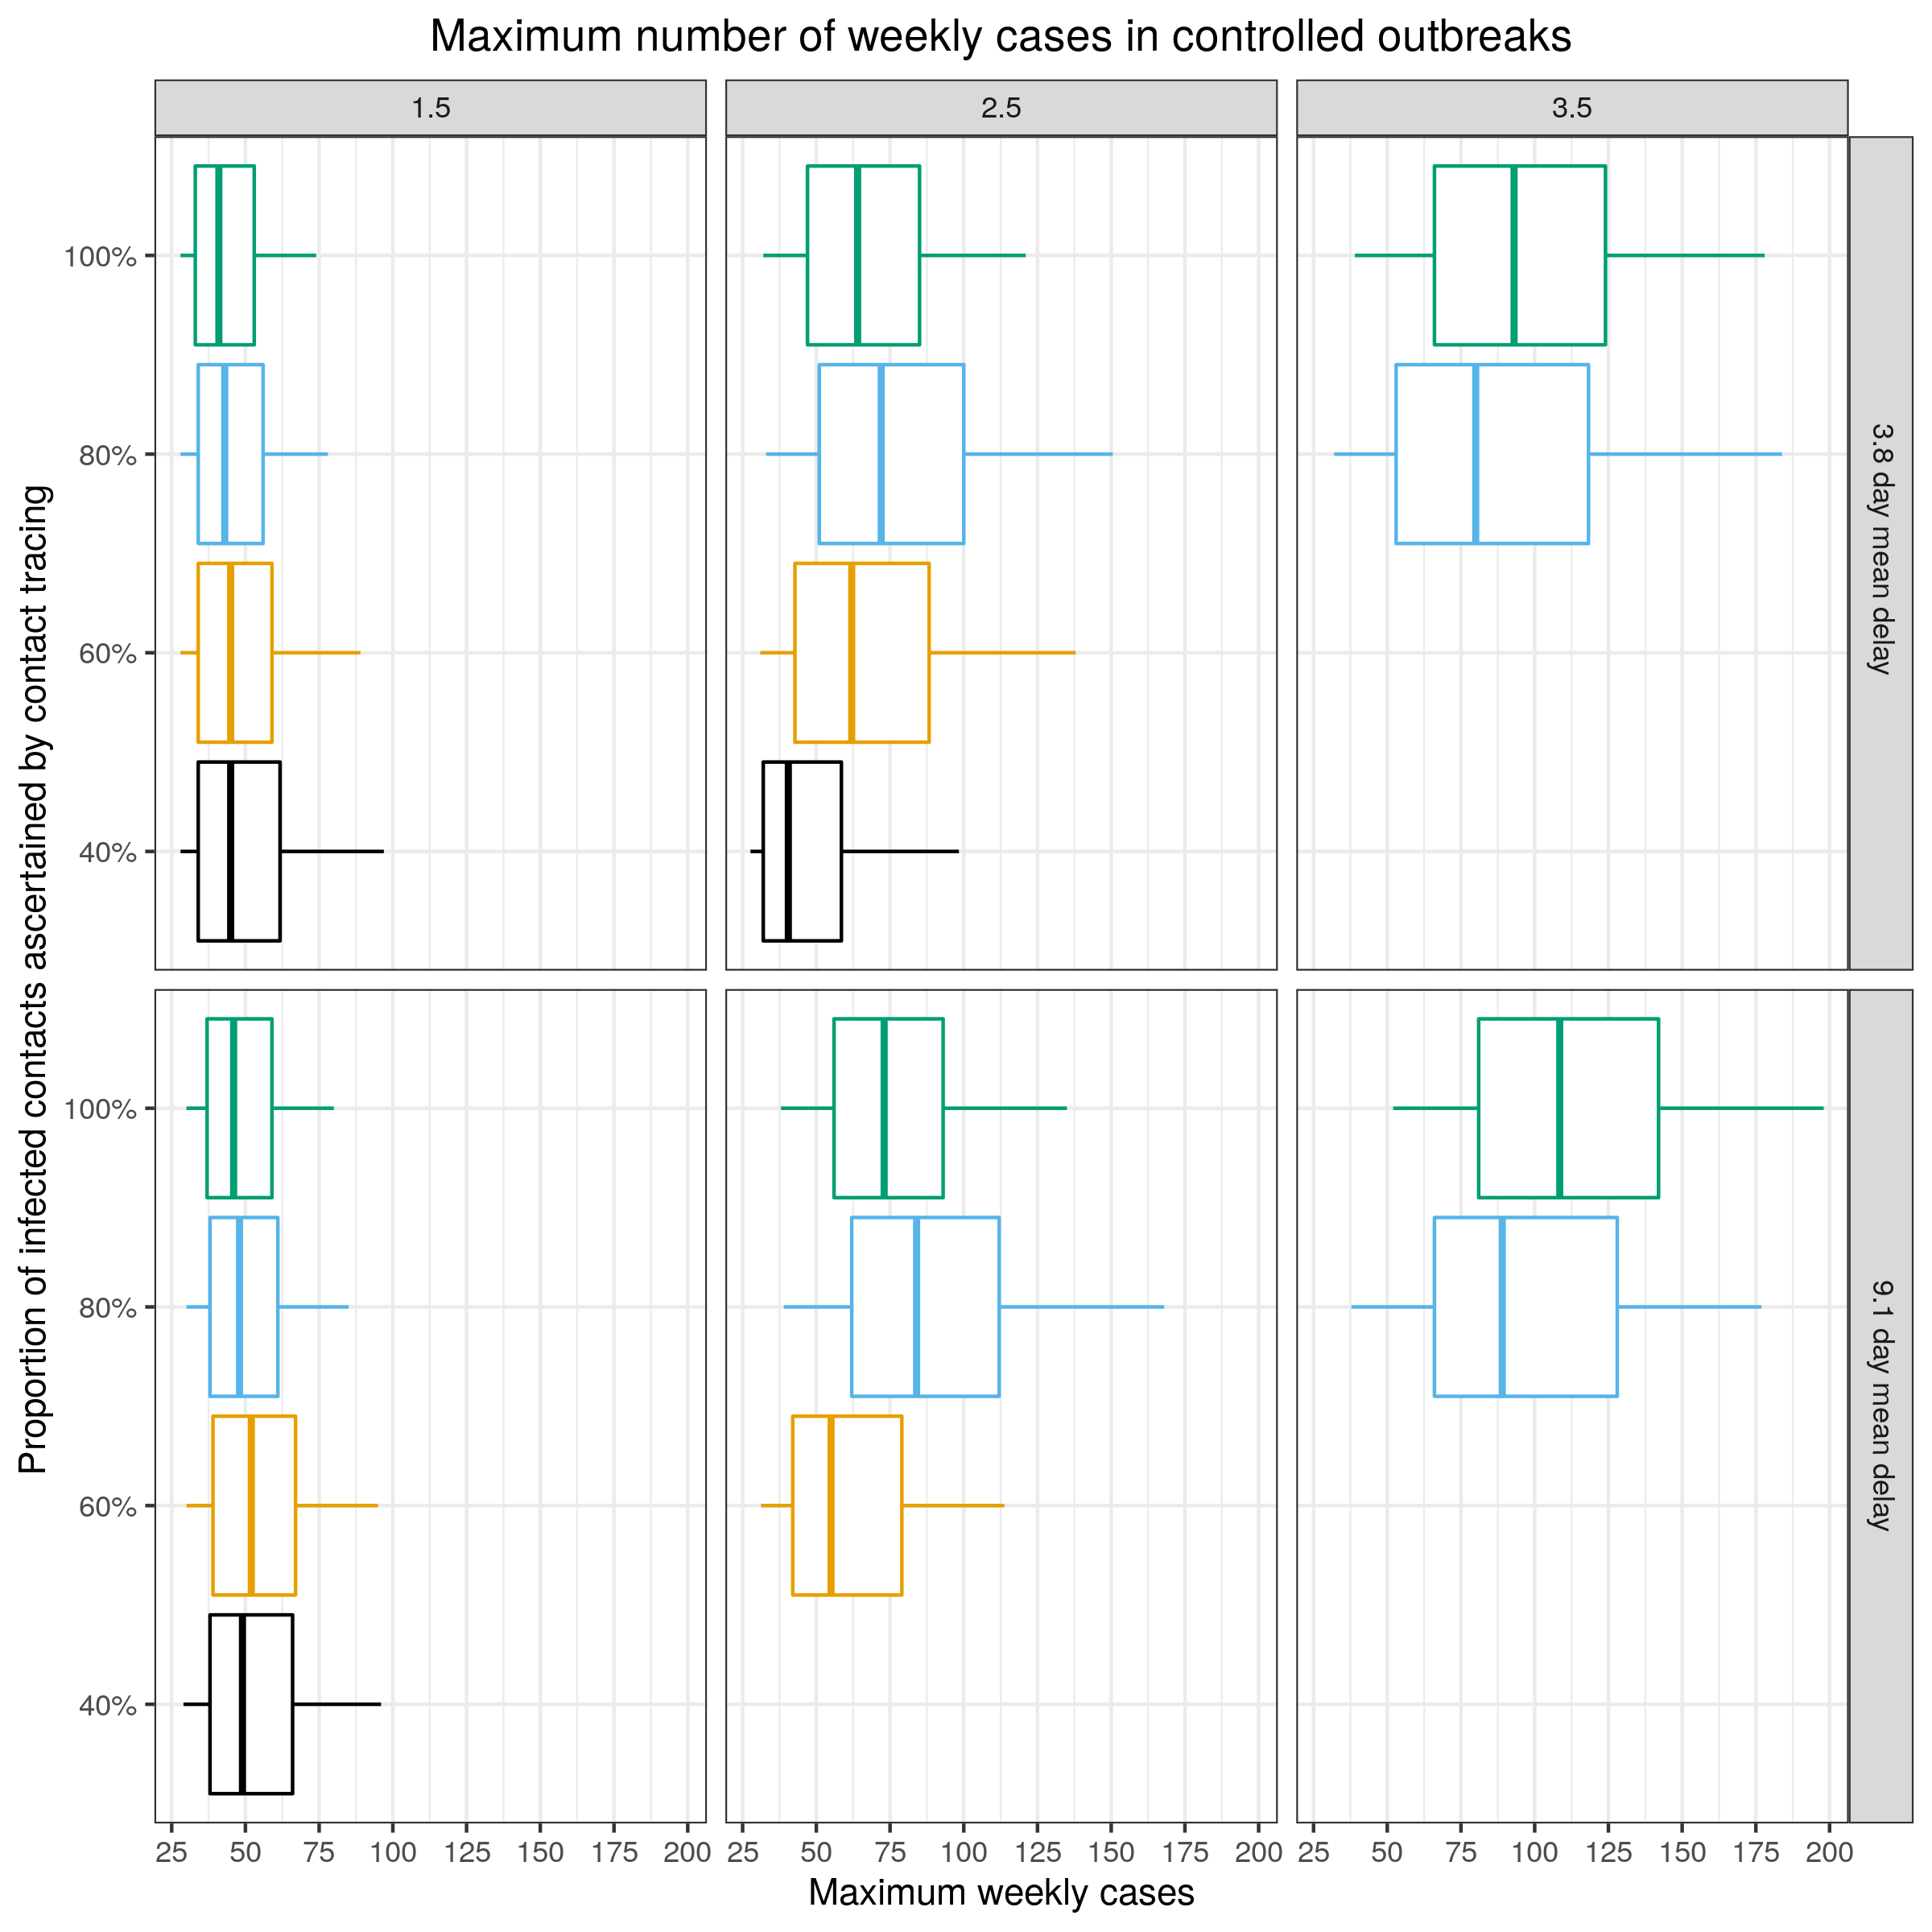 Maximum number of weekly cases in controlled outbreaks
1.5
2.5
3.5
Proportion of infected contacts ascertained by contact tracing
100%
80%
60%
40%
3.8 day mean delay
100%
80%
60%
40%
9.1 day mean delay
25 50 75 100 125 150 175 200
25 50 75 100 125 150 175 200
25 50 75 100 125 150 175 200
Maximum weekly cases